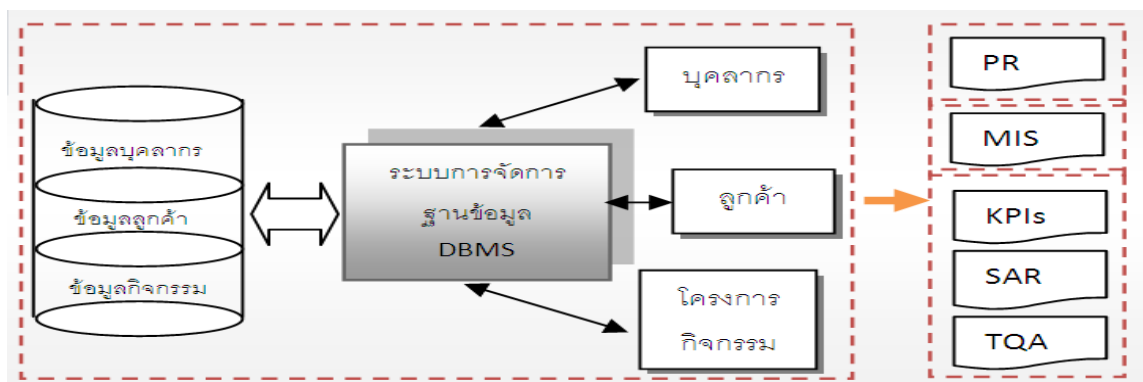 ข้อมูลบุคลากร
ข้อมูลลูกค้า
ข้อมูลกิจกรรม
ระบบการจัดการ
ฐานข้อมูล
DBMS
บุคลากร
ลูกค้า
โครงการ
กิจกรรม
PR
MIS
KPIs
SAR
TQA